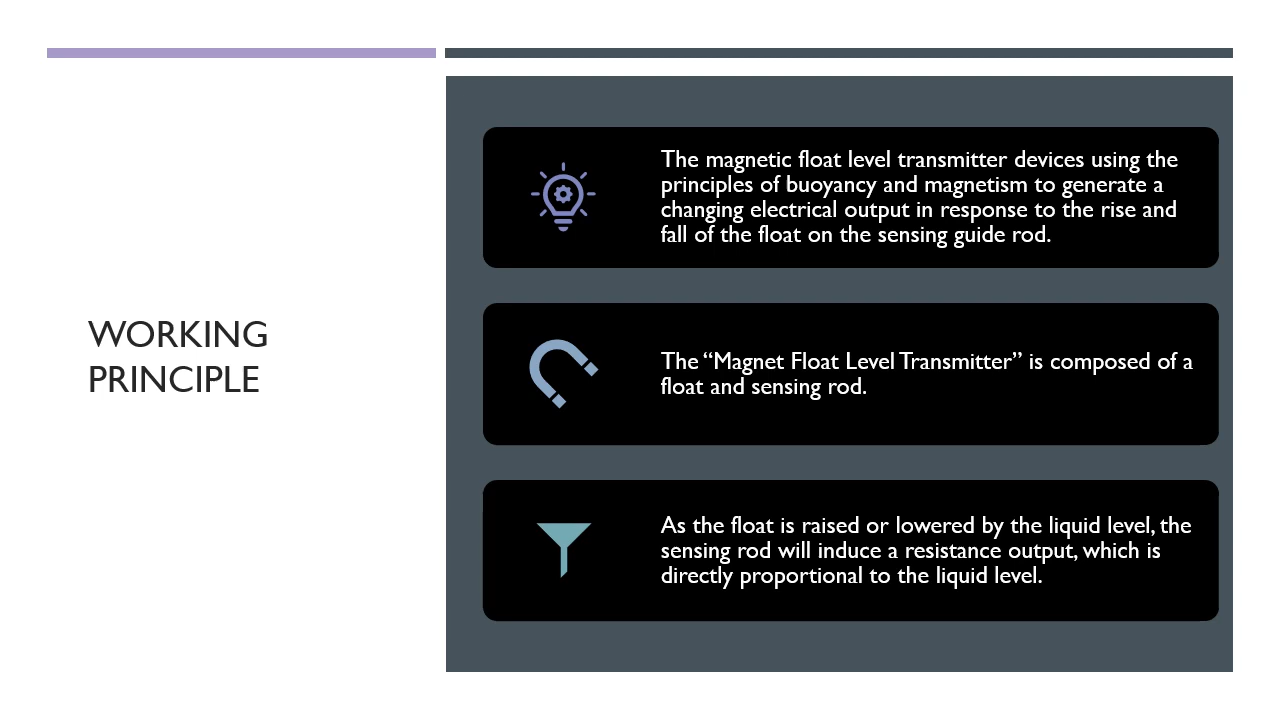 WORKING
PRINCIPLE
The magnetic float level transmitter devices using the
principles of buoyancy and magnetism to generate a
changing electrical output in response to the rise and
fall of the float on the sensing guide rod.
The “Magnet Float Level Transmitter” is composed of a
float and sensing rod.
As the float is raised or lowered by the liquid level, the
sensing rod will induce a resistance output, which is
directly proportional to the liquid level.